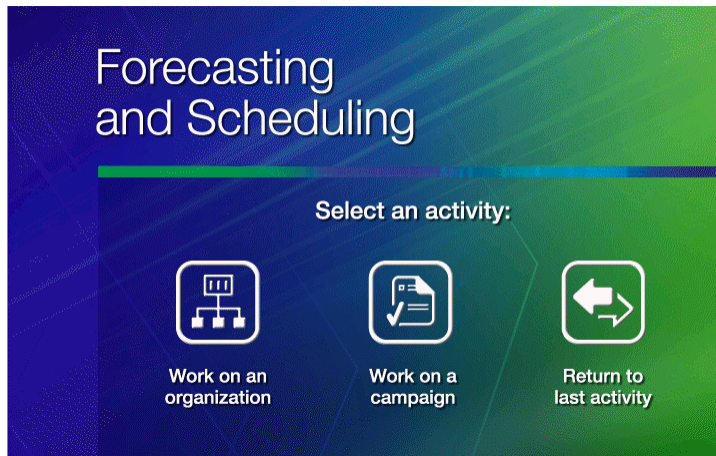 Forecasting
and Scheduling
Select an activity:
Work on an
organization
Work on a
campaign
Return to
last activity